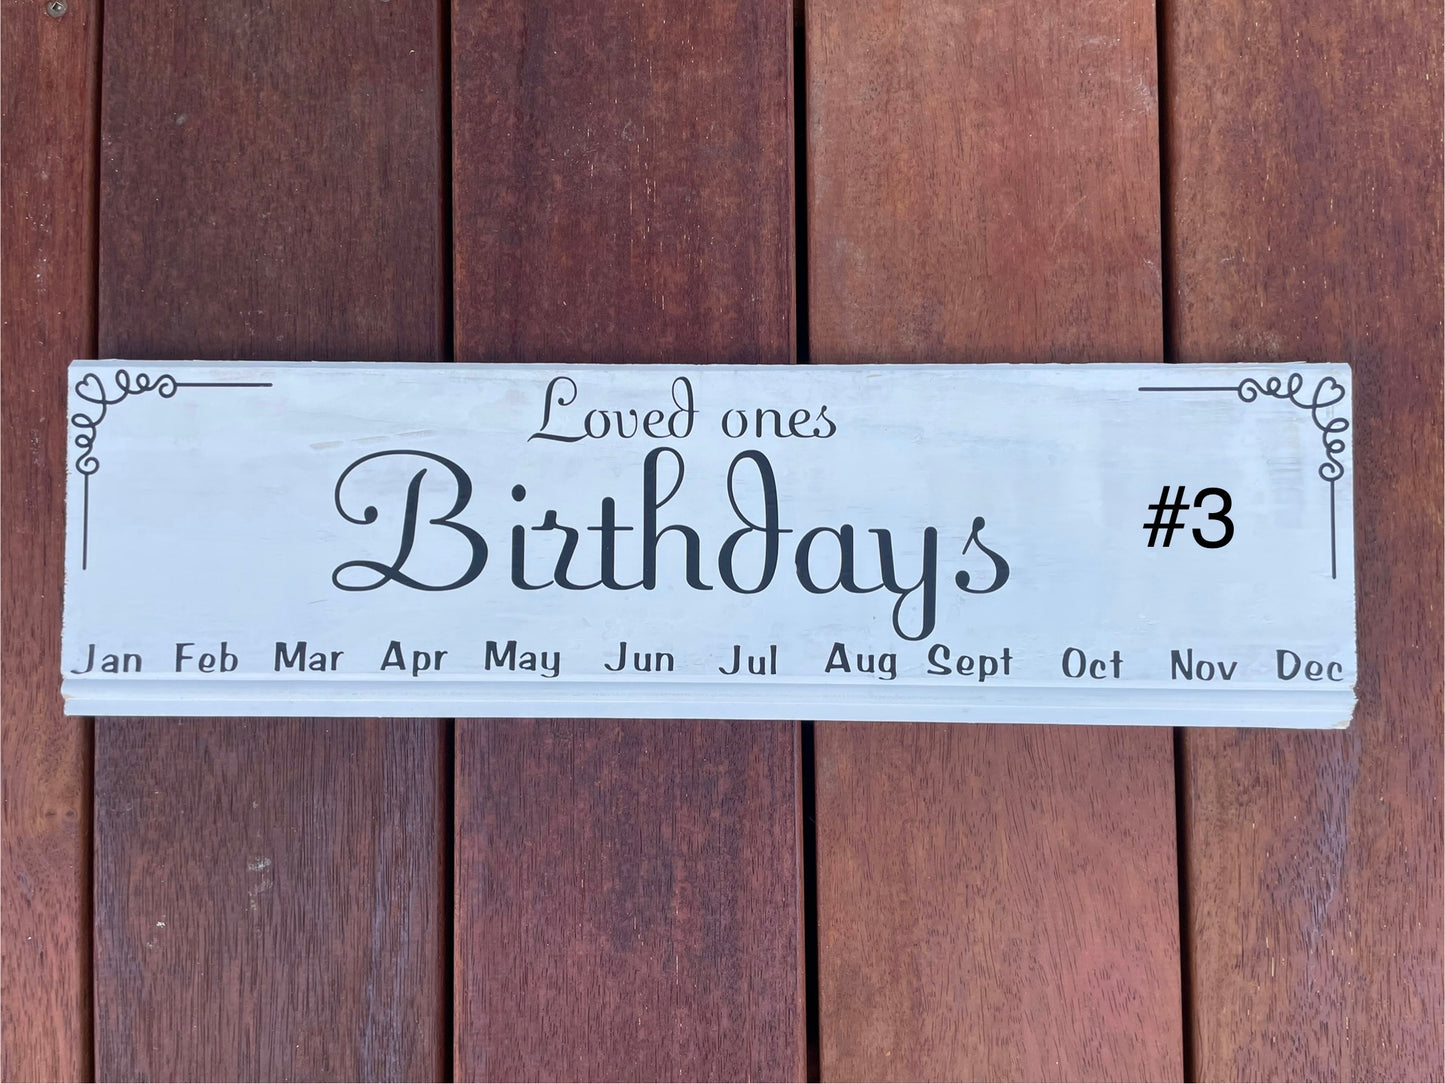 Loved ones
Birthdays
#3
Jan Feb Mar Apr May Jun Jul Aug Sept Oct Nov Dec